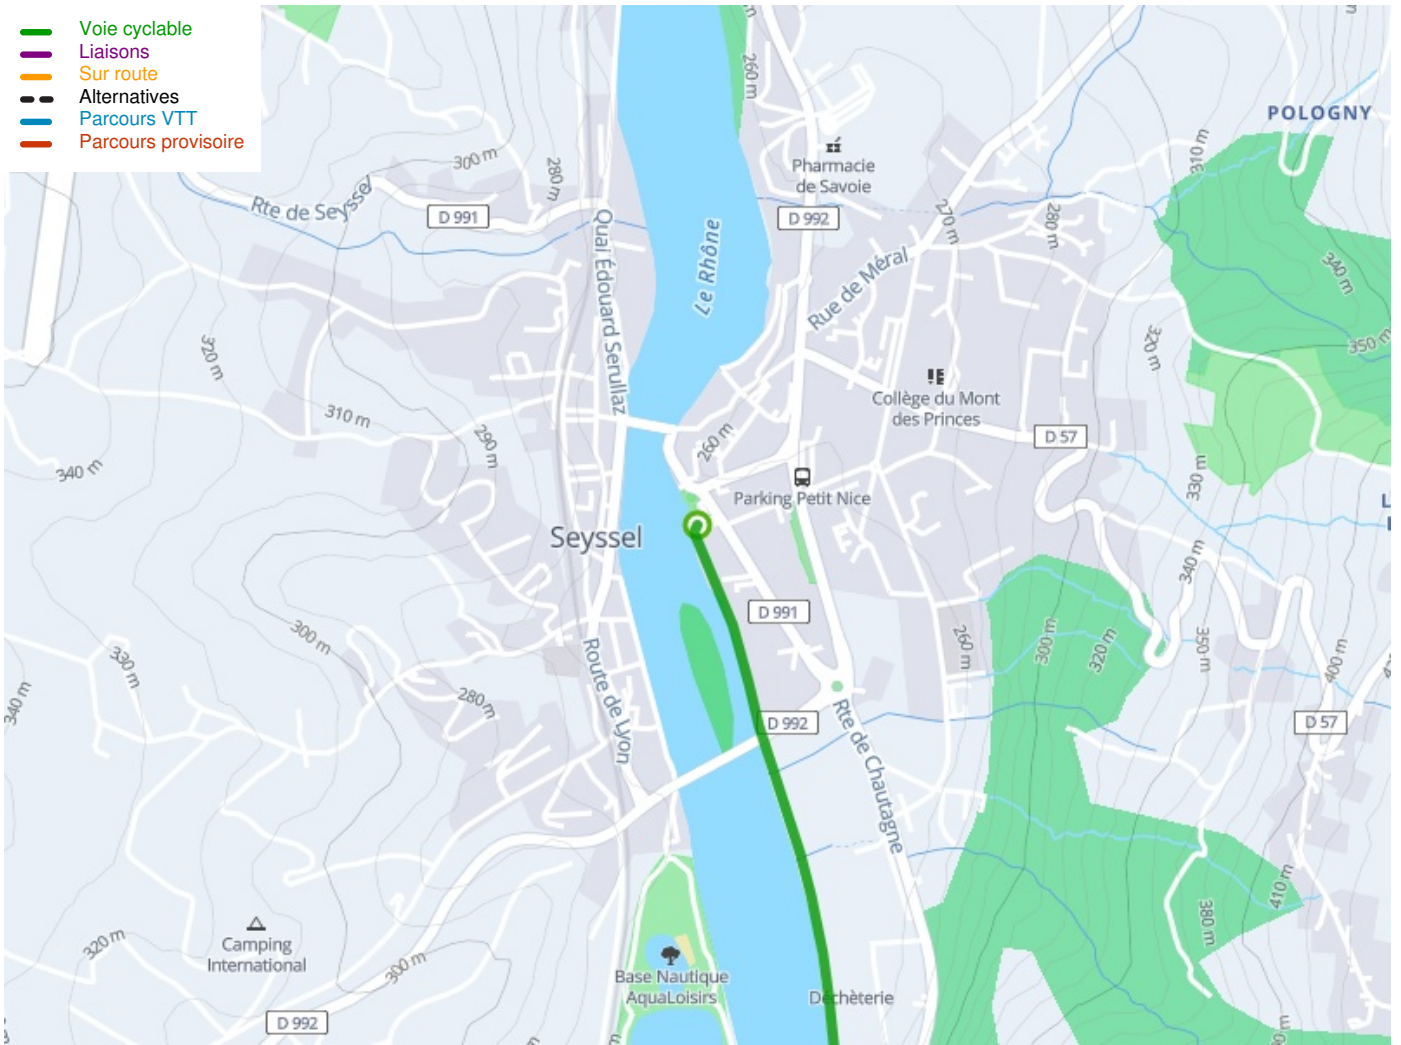 Voie cyclable
Liaisons
Sur route
Alternatives
Parcours VTT
Parcours provisoire
260 m
POLOGNY
300 m
280 m
Pharmacie
de Savoie
310 m
Rte de Seyssel
D 991
D 992
270 m
280 m
Quai Édouard Serullaz
Le Rhône
Rue de Méral
340 m
320 m
320 m
350 m
Collège du Mont
des Princes
310 m
290 m
260 m
D 57
340 m
330 m
Parking Petit Nice
Seyssel
340 m
D 991
300 m
330 m
260 m
300 m
320 m
350 m
400 m
340 m
280 m
Route de Lyon
D 992
Rte de Chautagne
D 57
410 m
380 m
320 m
Camping
International
300 m
Base Nautique
AquaLoisirs
Déchèterie
D 992